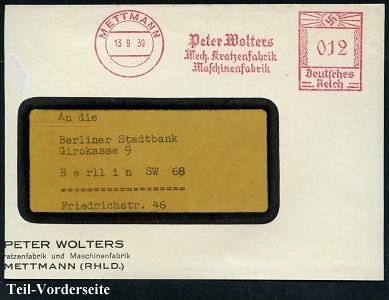 METTMANN
13 9 39
Peter Wolters
Mech. Kratzenfabrik
Maschinenfabrik
012
Deutsches
Reich
An die
Berliner Stadtbank
Girokasse 9
B e r l l i n  SW 68
==================
Friedrichstr. 46
PETER WOLTERS
ratzenfabrik und Maschinenfabrik
METTMANN (RHLD.)
Teil-Vorderseite